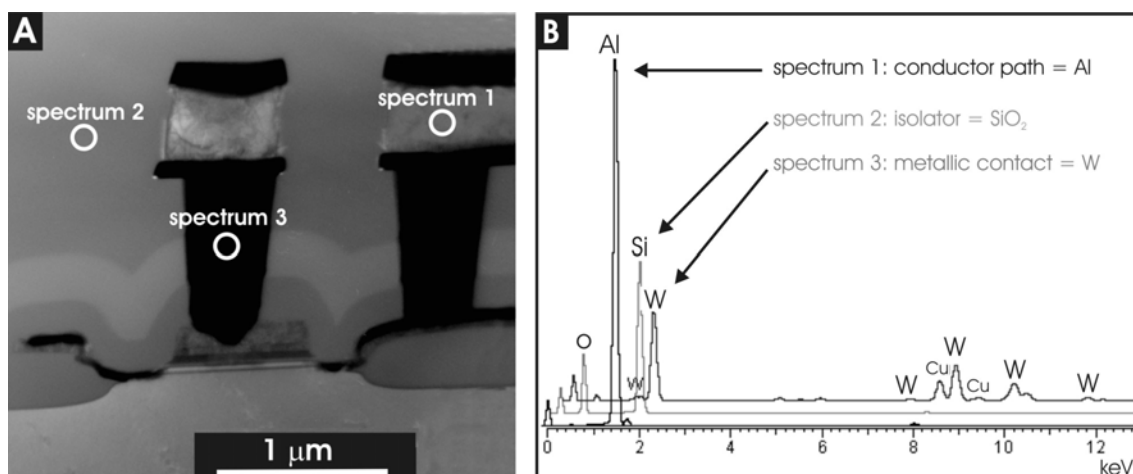 A
spectrum 2
spectrum 1
spectrum 3
1 μm
B
Al
spectrum 1: conductor path = Al
spectrum 2: isolator = SiO₂
spectrum 3: metallic contact = W
Si
W
O
W
W
Cu
W
Cu
W
W
0 2 4 6 8 10 12
keV